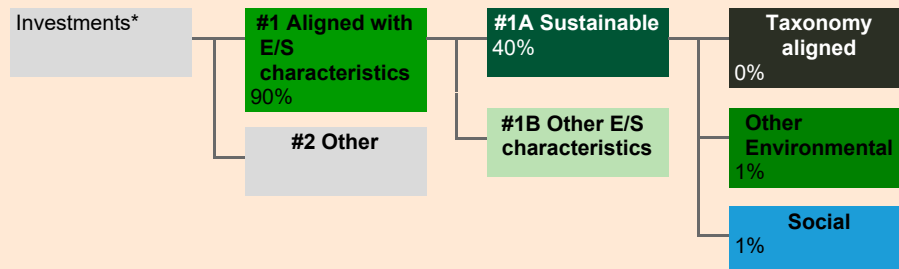 Investments*
#1 Aligned with
E/S
characteristics
90%
#2 Other
#1A Sustainable
40%
#1B Other E/S
characteristics
Taxonomy
aligned
0%
Other
Environmental
1%
Social
1%